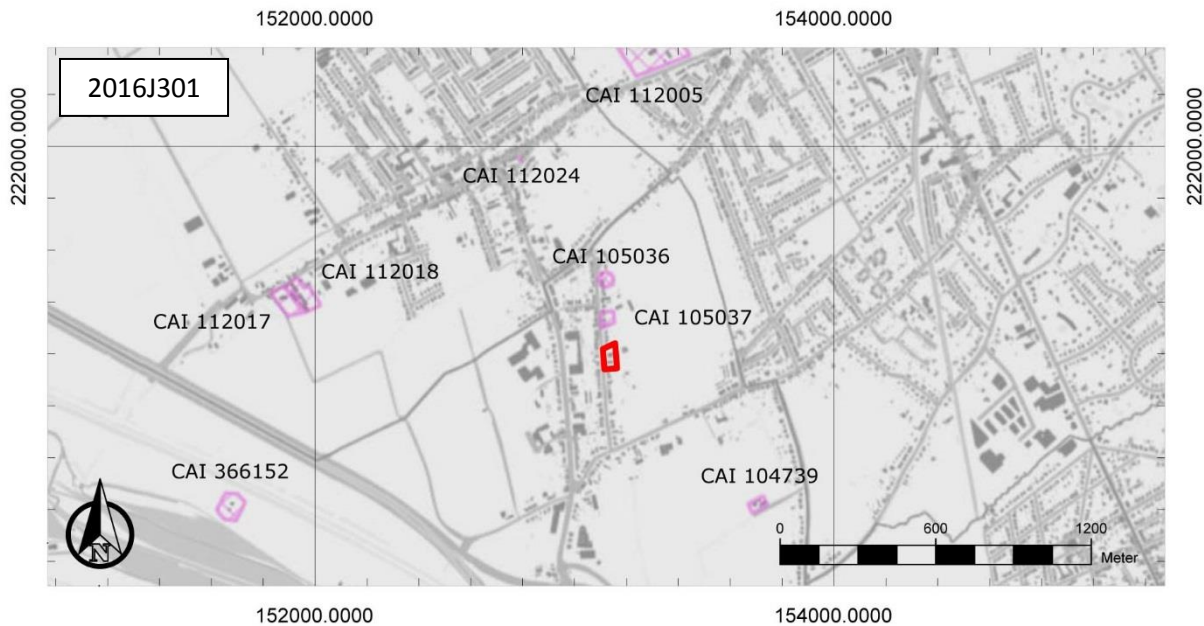 152000.0000 154000.0000
2016J301
CAI 112005
222000.0000 222000.0000
CAI 112024
CAI 105036
CAI 112018
CAI 105037
CAI 112017
CAI 366152
CAI 104739
0 600 1200
Meter
N
152000.0000 154000.0000